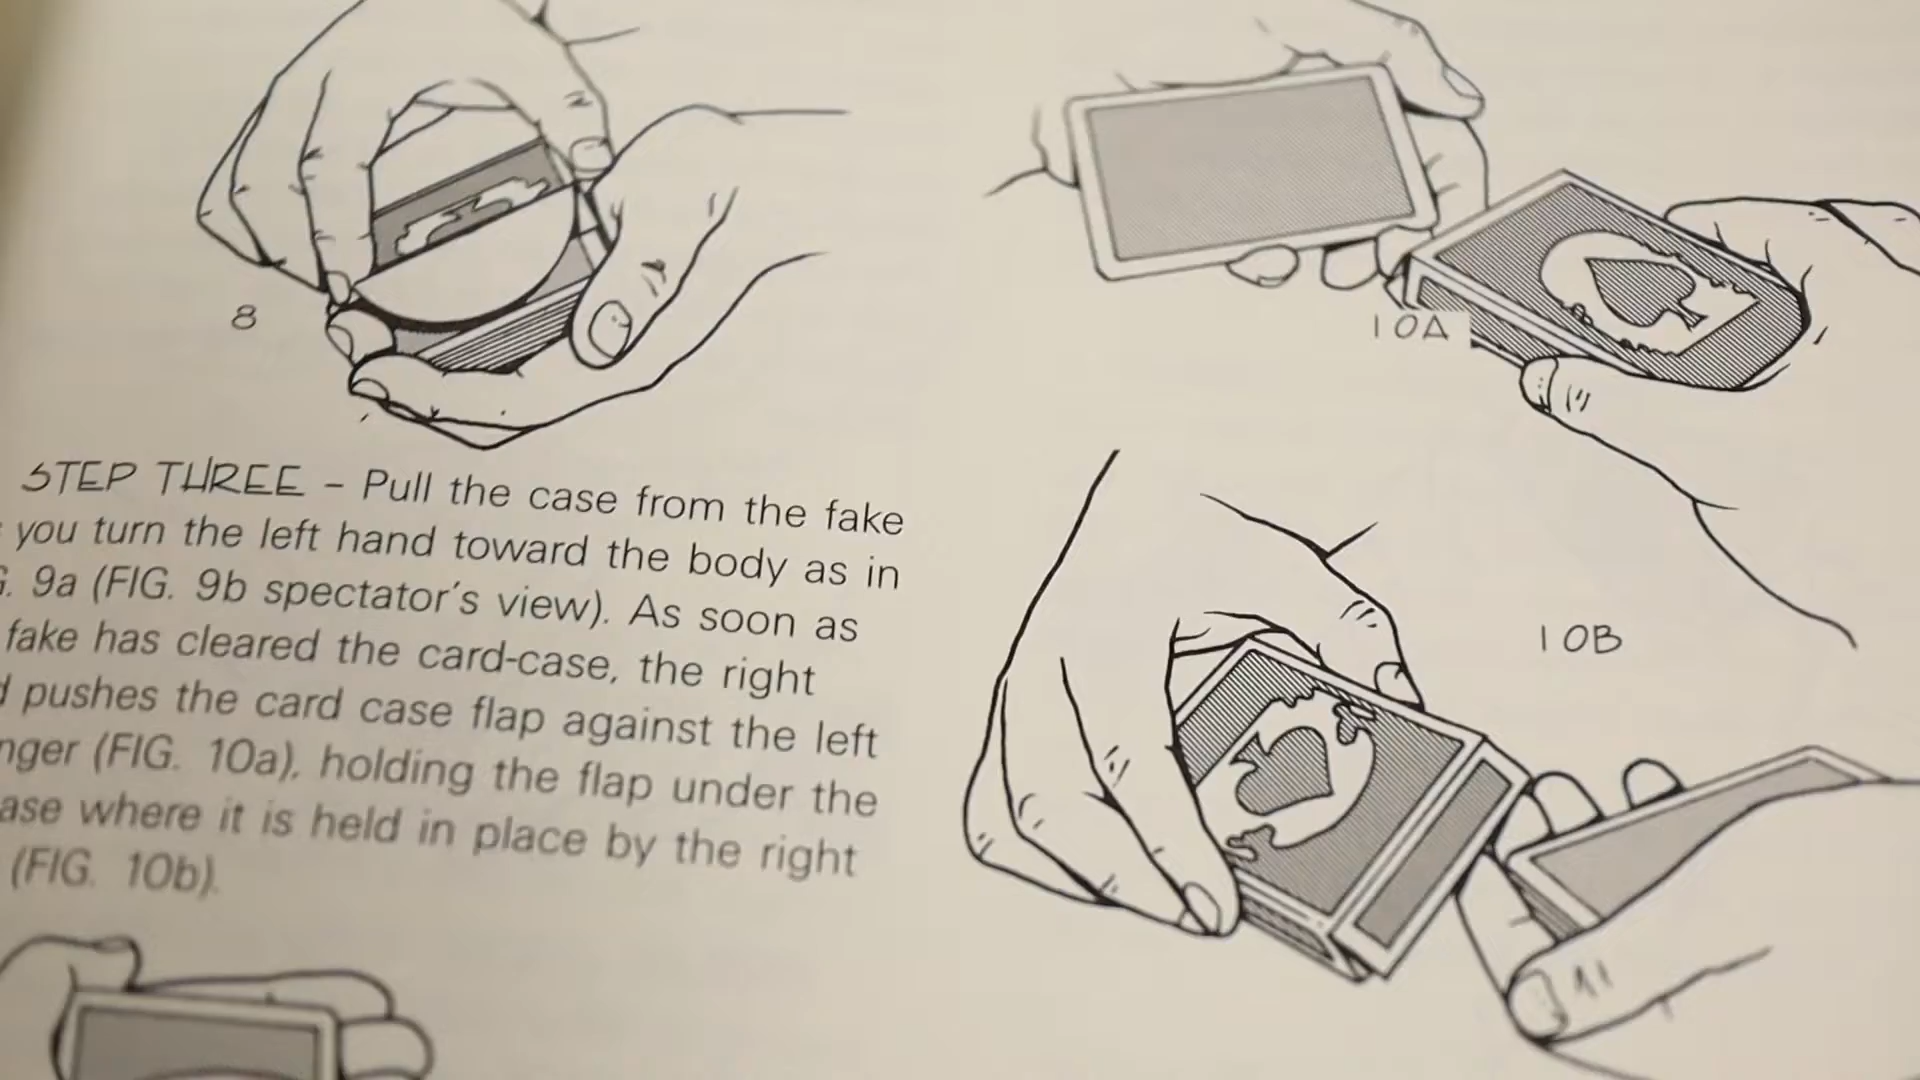 8
STEP THREE – Pull the case from the fake
you turn the left hand toward the body as in
9a (FIG. 9b spectator's view). As soon as
fake has cleared the card-case, the right
pushes the card case flap against the left
(FIG. 10a), holding the flap under the
where it is held in place by the right
(FIG. 10b).
10A
10B